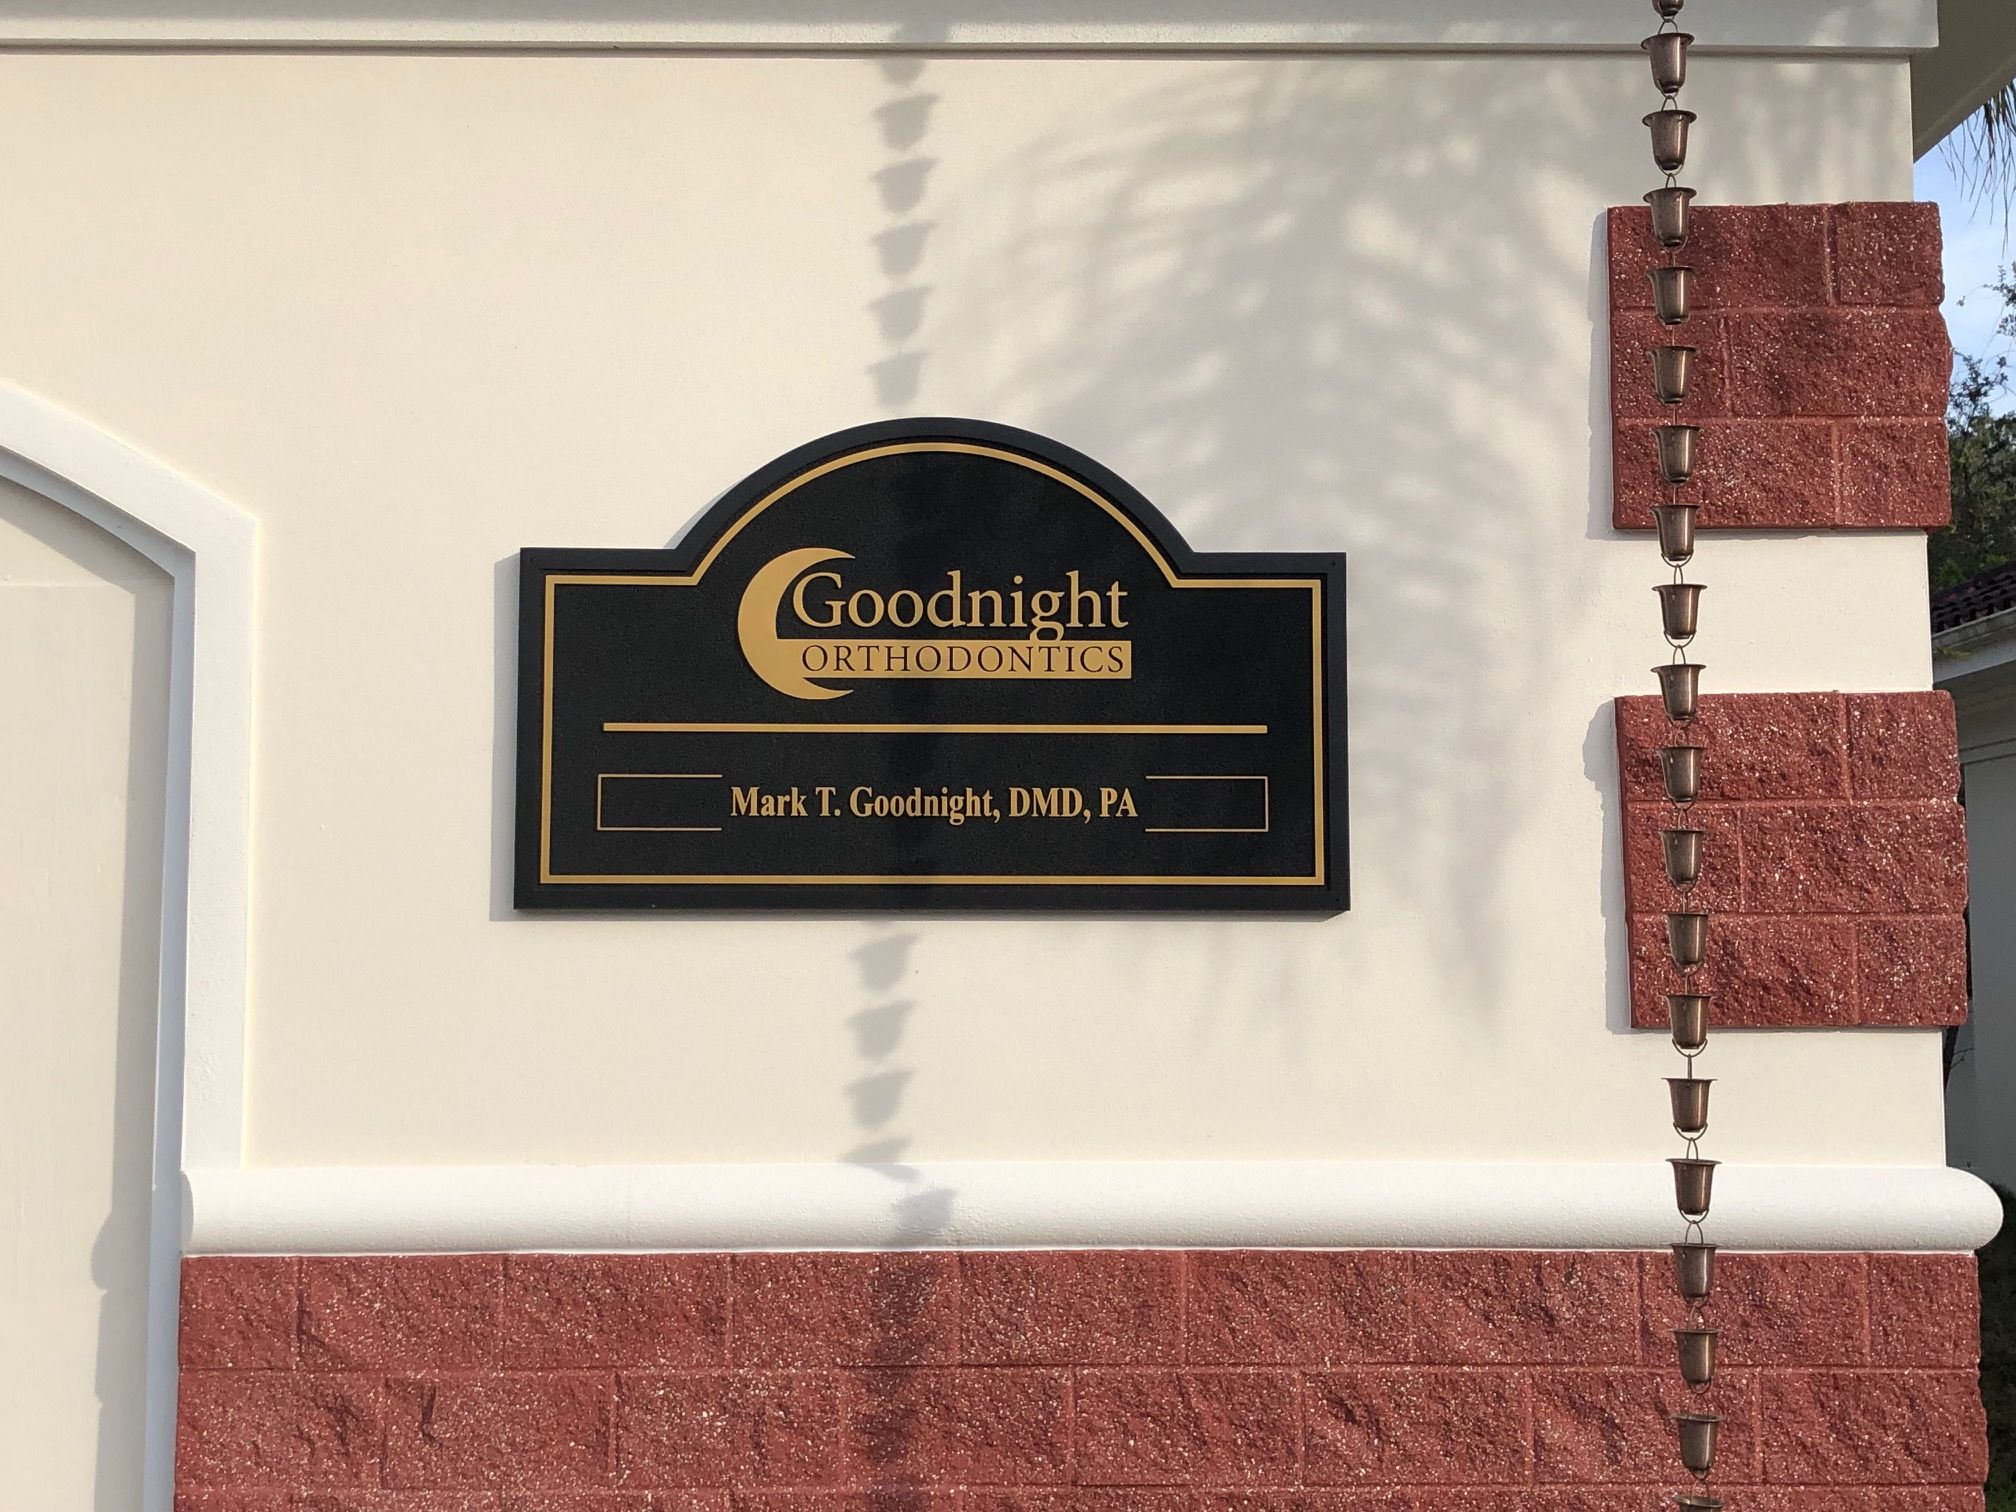 Goodnight
ORTHODONTICS
Mark T. Goodnight, DMD, PA